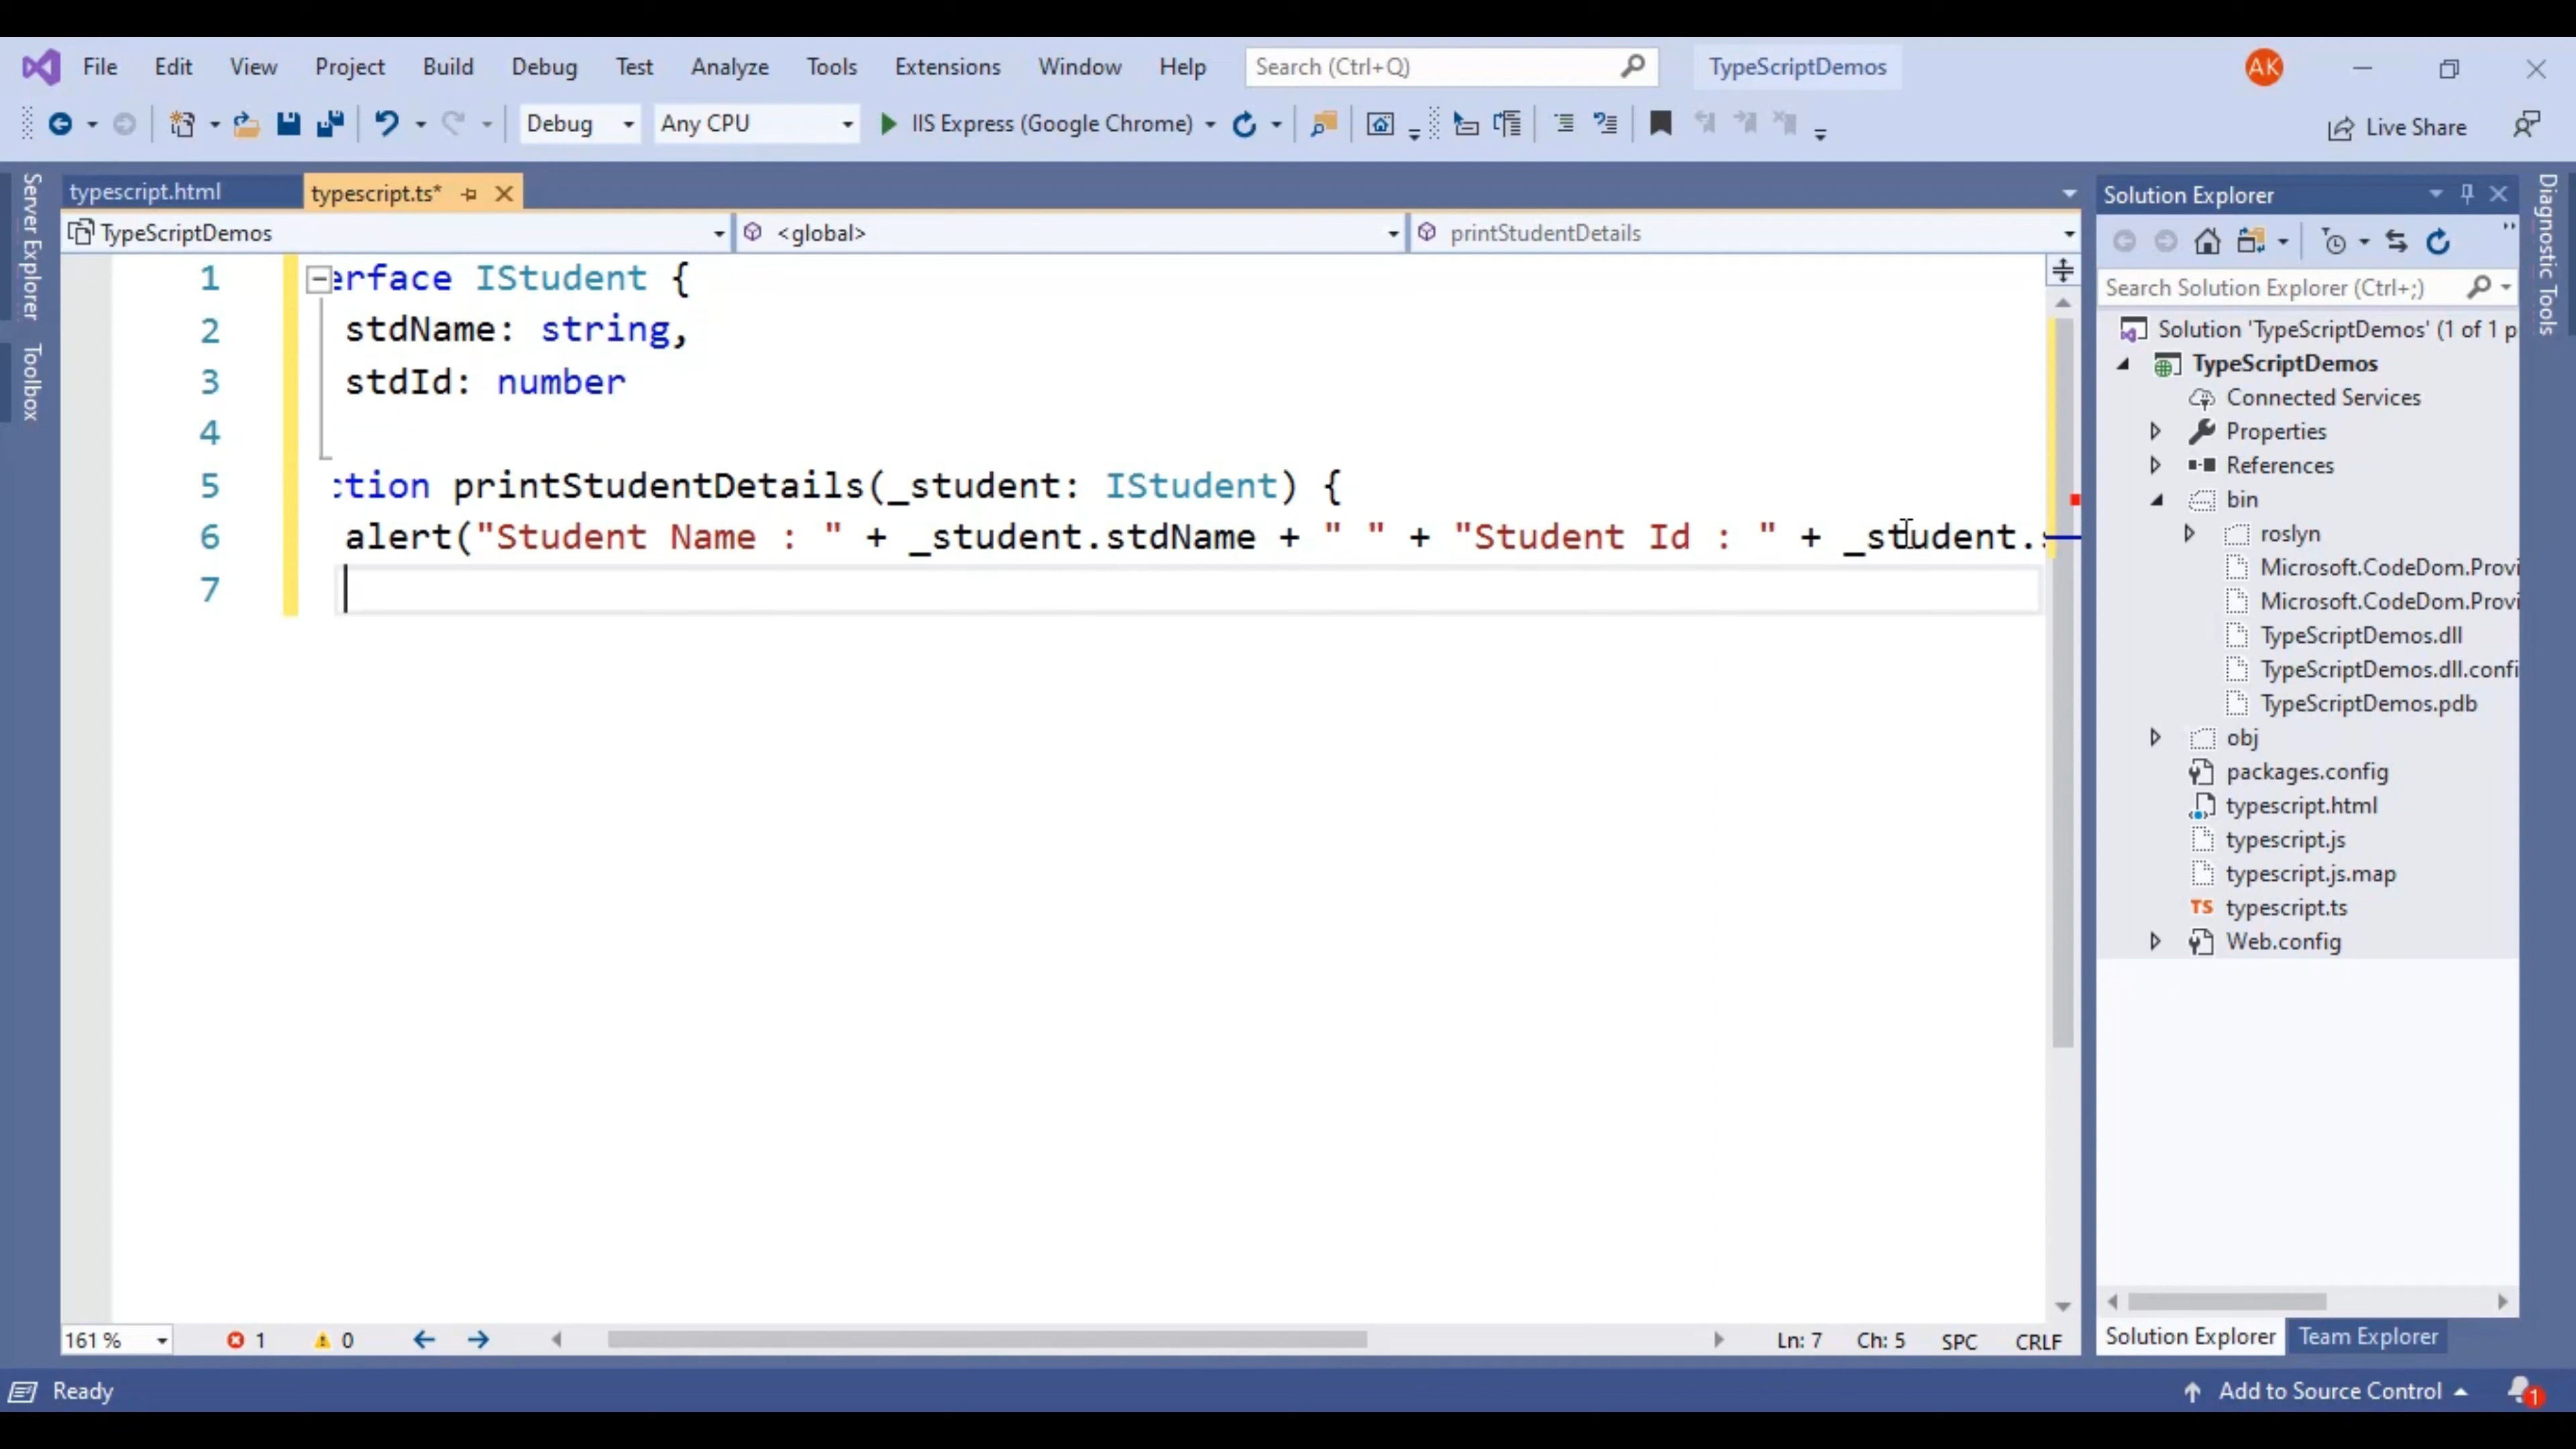 File Edit View Project Build Debug Test Analyze Tools Extensions Window Help Search (Ctrl+Q) TypeScriptDemos AK
Debug Any CPU IIS Express (Google Chrome) Live Share
Server Explorer
Toolbox
typescript.html typescript.ts*
TypeScriptDemos <global> printStudentDetails
1 erface IStudent {
2 stdName: string,
3 stdId: number
4
5 ction printStudentDetails(_student: IStudent) {
6 alert("Student Name : " + _student.stdName + " " + "Student Id : " + _student.s
7
161 % 1 0 Ln: 7 Ch: 5 SPC CRLF
Solution Explorer
Search Solution Explorer (Ctrl+;)
Solution 'TypeScriptDemos' (1 of 1 p
TypeScriptDemos
Connected Services
Properties
References
bin
roslyn
Microsoft.CodeDom.Provi
Microsoft.CodeDom.Provi
TypeScriptDemos.dll
TypeScriptDemos.dll.confi
TypeScriptDemos.pdb
obj
packages.config
typescript.html
typescript.js
typescript.js.map
TS typescript.ts
Web.config
Solution Explorer Team Explorer
Diagnostic Tools
Ready Add to Source Control 1